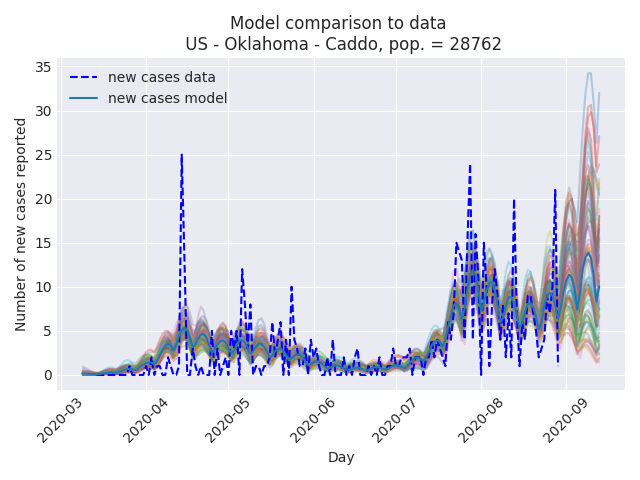 Model comparison to data
US - Oklahoma - Caddo, pop. = 28762
new cases data
new cases model
Number of new cases reported
35
30
25
20
15
10
5
0
2020-03
2020-04
2020-05
2020-06
2020-07
2020-08
2020-09
Day